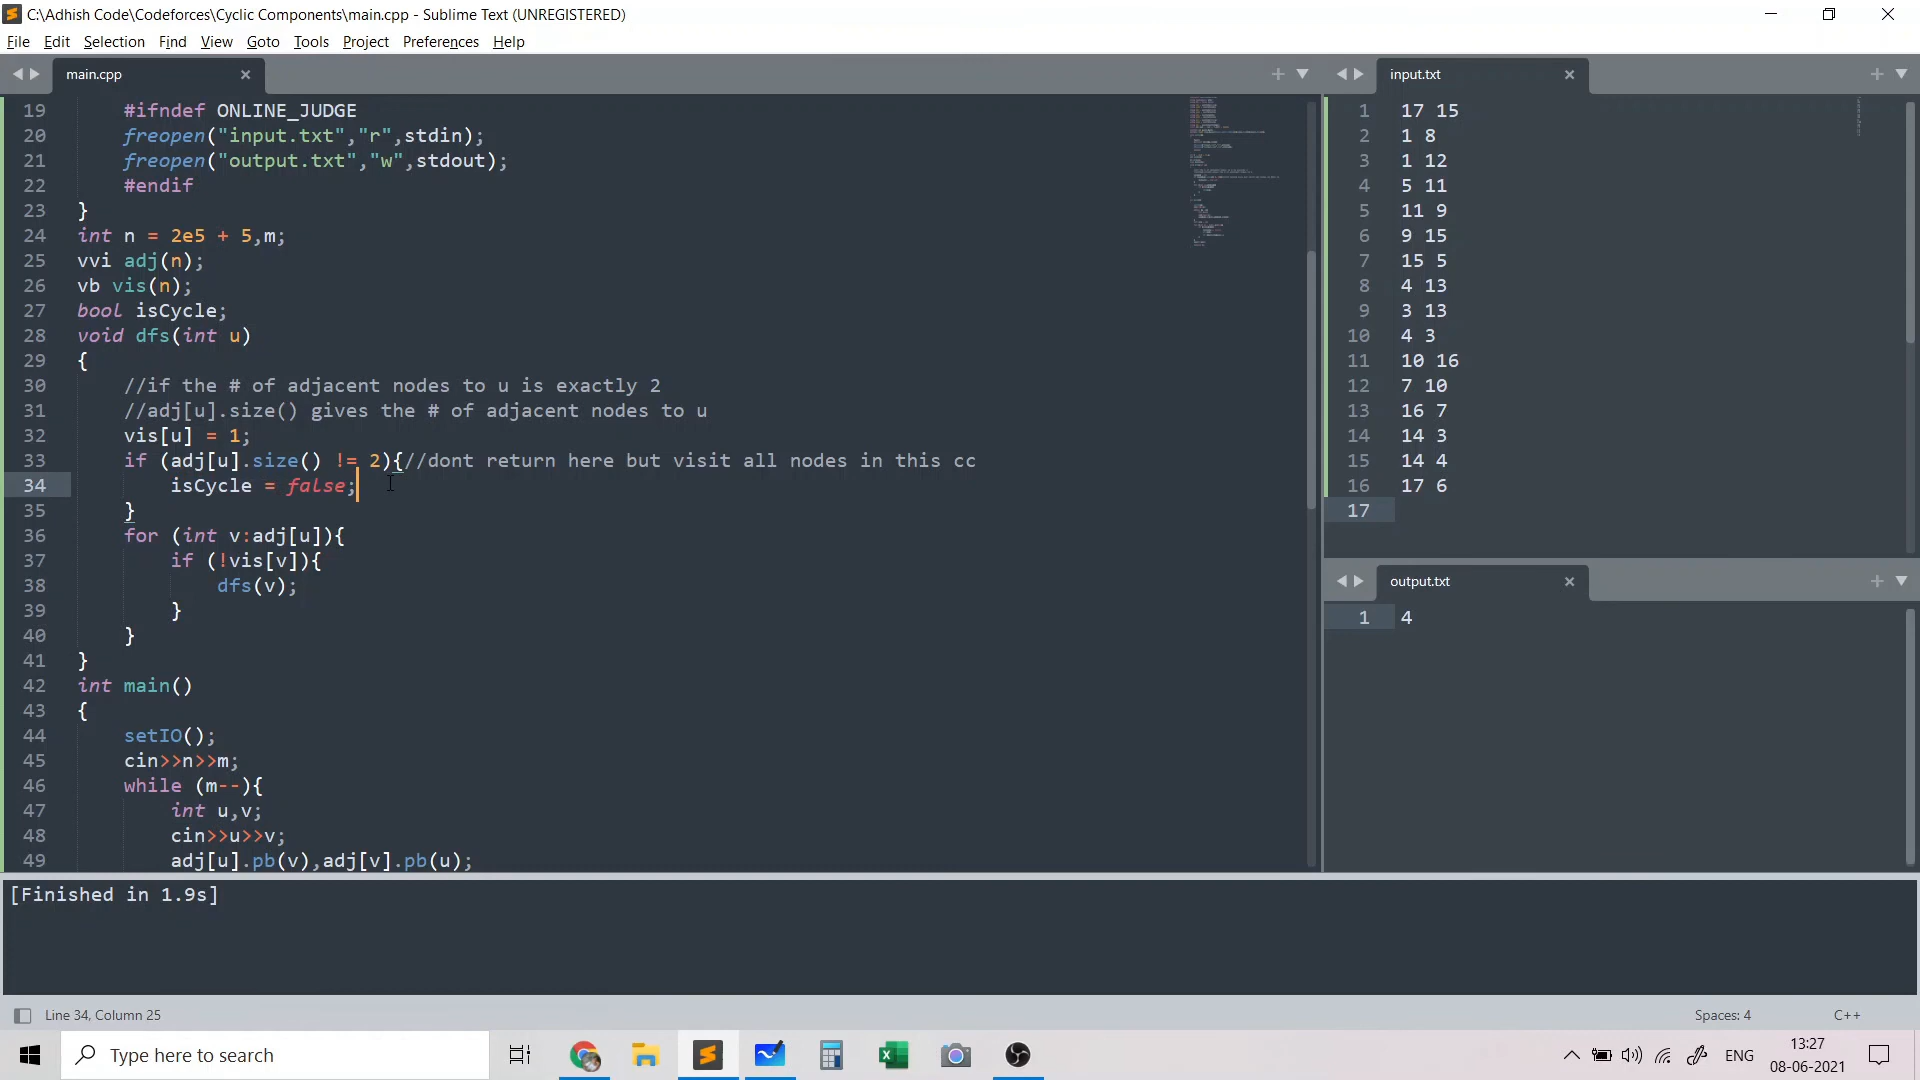 C:\Adhish Code\Codeforces\Cyclic Components\main.cpp - Sublime Text (UNREGISTERED)
File Edit Selection Find View Goto Tools Project Preferences Help
main.cpp
19 #ifndef ONLINE_JUDGE
20 freopen("input.txt","r",stdin);
21 freopen("output.txt","w",stdout);
22 #endif
23 }
24 int n = 2e5 + 5,m;
25 vvi adj(n);
26 vb vis(n);
27 bool isCycle;
28 void dfs(int u)
29 {
30 //if the # of adjacent nodes to u is exactly 2
31 //adj[u].size() gives the # of adjacent nodes to u
32 vis[u] = 1;
33 if (adj[u].size() != 2){//dont return here but visit all nodes in this cc
34 isCycle = false;
35 }
36 for (int v:adj[u]){
37 if (!vis[v]){
38 dfs(v);
39 }
40 }
41 }
42 int main()
43 {
44 setIO();
45 cin>>n>>m;
46 while (m--){
47 int u,v;
48 cin>>u>>v;
49 adj[u].pb(v),adj[v].pb(u);
input.txt
1 17 15
2 1 8
3 1 12
4 5 11
5 11 9
6 9 15
7 15 5
8 4 13
9 3 13
10 4 3
11 10 16
12 7 10
13 16 7
14 14 3
15 14 4
16 17 6
17
output.txt
1 4
[Finished in 1.9s]
Line 34, Column 25
Spaces: 4
C++
Type here to search
ENG
13:27
08-06-2021